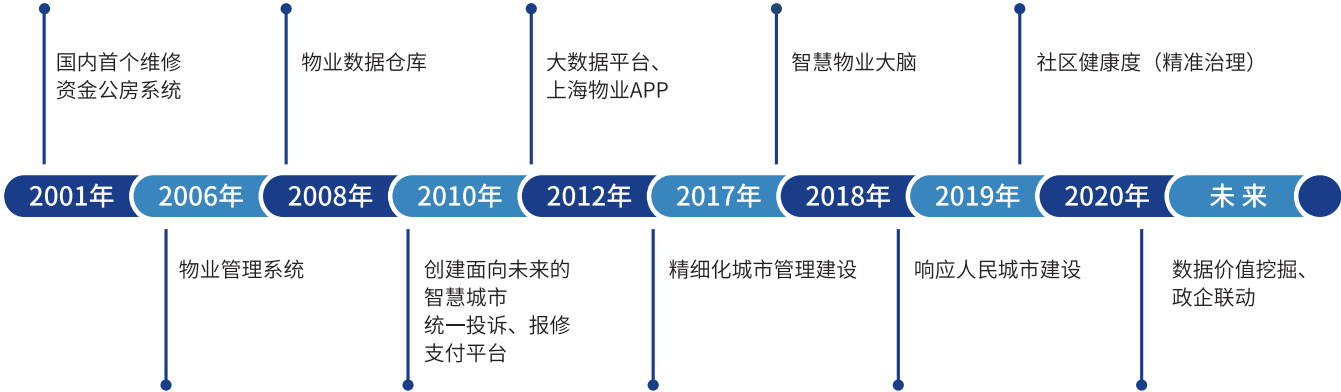 国内首个维修
资金公房系统
物业数据仓库
大数据平台、
上海物业APP
智慧物业大脑
社区健康度（精准治理）
2001年
2006年
2008年
2010年
2012年
2017年
2018年
2019年
2020年
未来
物业管理系统
创建面向未来的
智慧城市
统一投诉、报修
支付平台
精细化城市管理建设
响应人民城市建设
数据价值挖掘、
政企联动